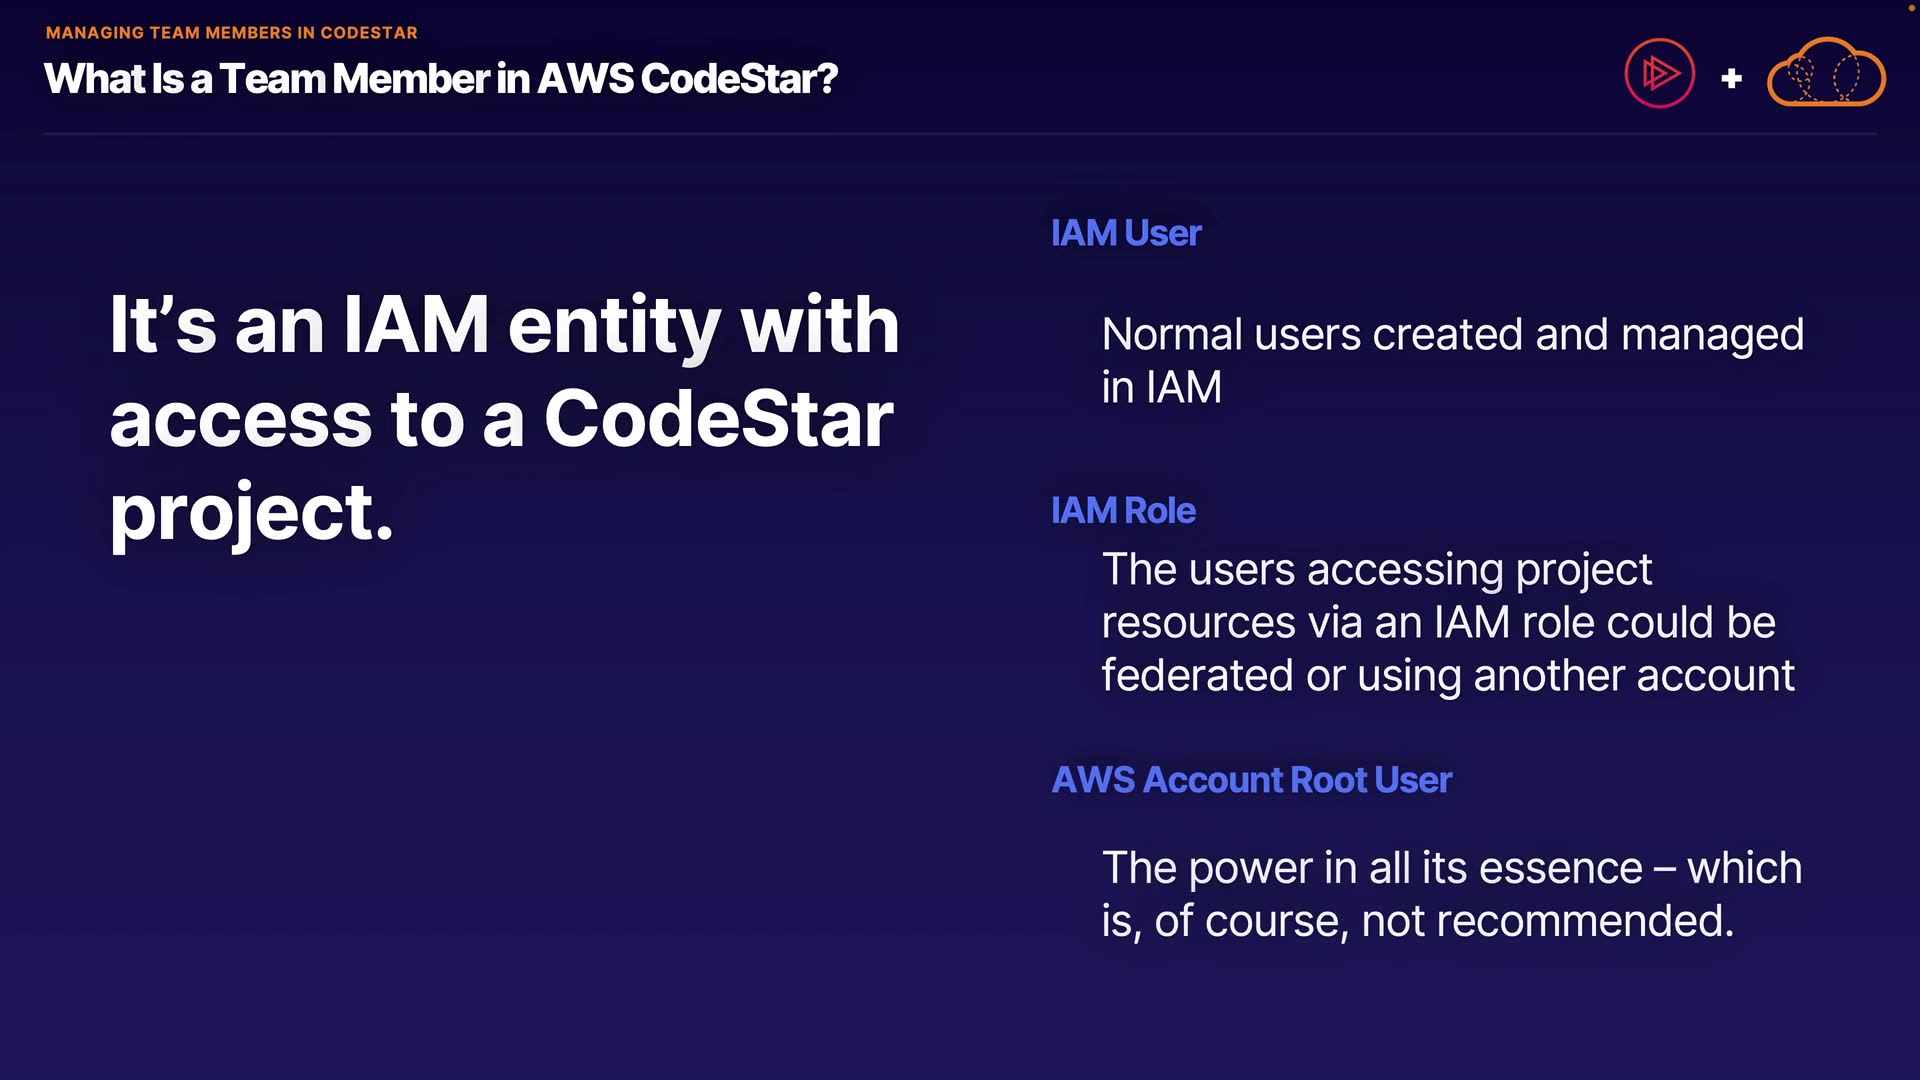 MANAGING TEAM MEMBERS IN CODESTAR
What Is a Team Member in AWS CodeStar?
+
It’s an IAM entity with
access to a CodeStar
project.
IAM User
Normal users created and managed
in IAM
IAM Role
The users accessing project
resources via an IAM role could be
federated or using another account
AWS Account Root User
The power in all its essence – which
is, of course, not recommended.